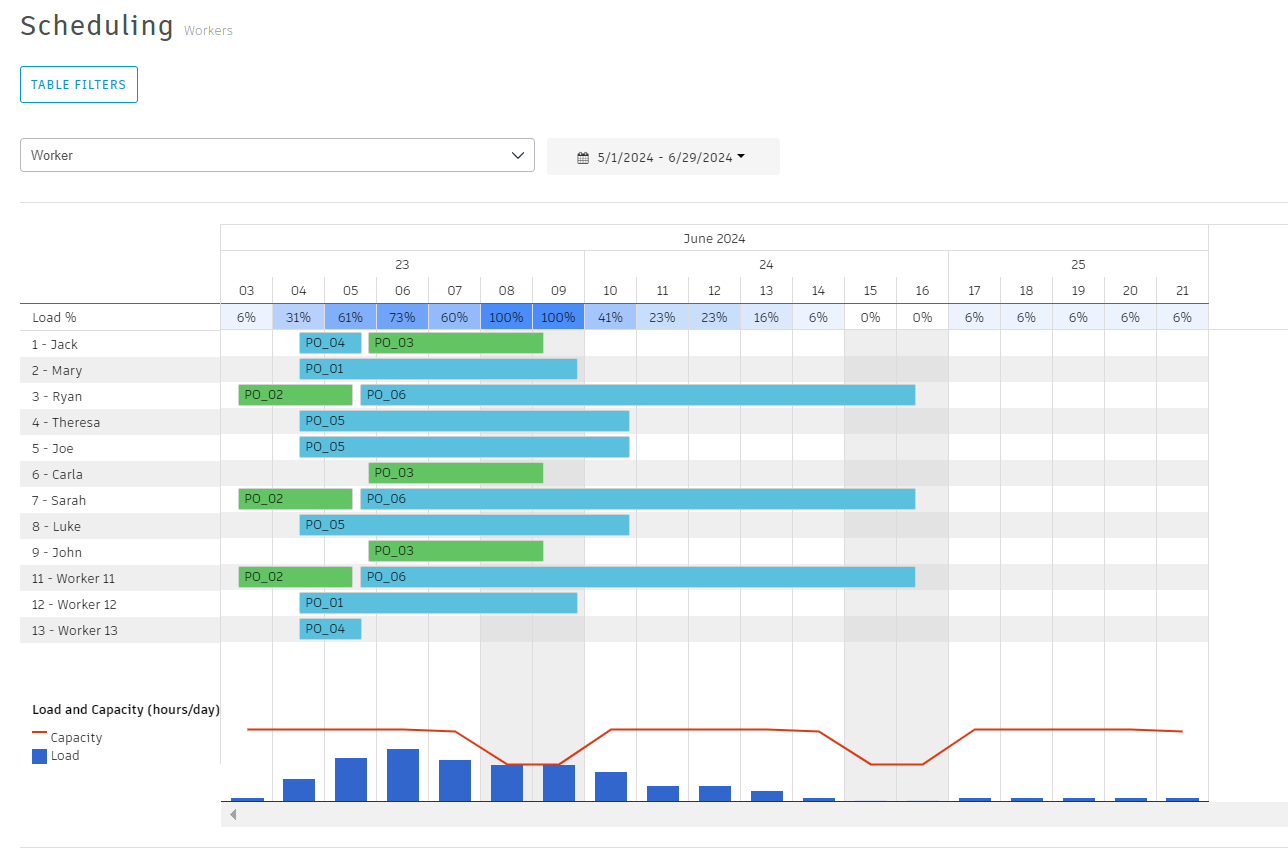 Scheduling Workers
TABLE FILTERS
Worker 5/1/2024 - 6/29/2024
June 2024
23 24 25
03 04 05 06 07 08 09 10 11 12 13 14 15 16 17 18 19 20 21
Load % 6% 31% 61% 73% 60% 100% 100% 41% 23% 23% 16% 6% 0% 0% 6% 6% 6% 6% 6%
1 - Jack PO_04 PO_03
2 - Mary PO_01
3 - Ryan PO_02 PO_06
4 - Theresa PO_05
5 - Joe PO_05
6 - Carla PO_03
7 - Sarah PO_02 PO_06
8 - Luke PO_05
9 - John PO_03
11 - Worker 11 PO_02 PO_06
12 - Worker 12 PO_01
13 - Worker 13 PO_04
Load and Capacity (hours/day)
Capacity
Load